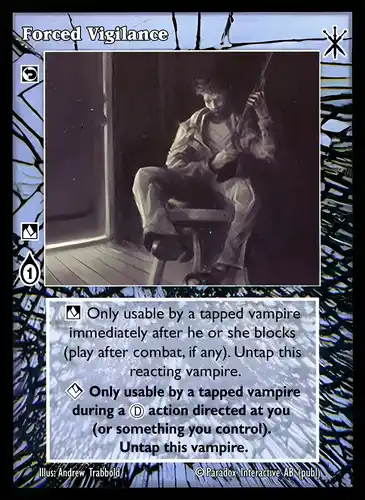 Forced Vigilance
1
Only usable by a tapped vampire
immediately after he or she blocks
(play after combat, if any). Untap this
reacting vampire.
Only usable by a tapped vampire
during a Ⓓ action directed at you
(or something you control).
Untap this vampire.
Illus: Andrew Trabbold
© Paradox Interactive AB (publ)